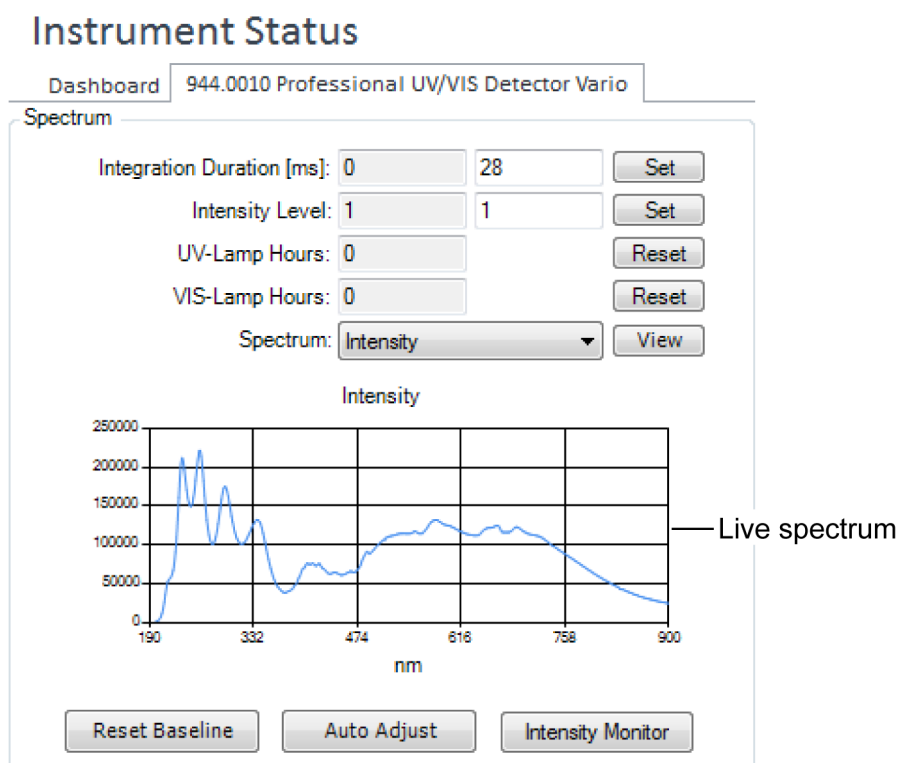 Instrument Status
Dashboard 944.0010 Professional UV/VIS Detector Vario
Spectrum
Integration Duration [ms]: 0 28 Set
Intensity Level: 1 1 Set
UV-Lamp Hours: 0 Reset
VIS-Lamp Hours: 0 Reset
Spectrum: Intensity View
Intensity
250000
200000
150000
100000
50000
0
190 332 474 616 758 900
nm
Live spectrum
Reset Baseline Auto Adjust Intensity Monitor